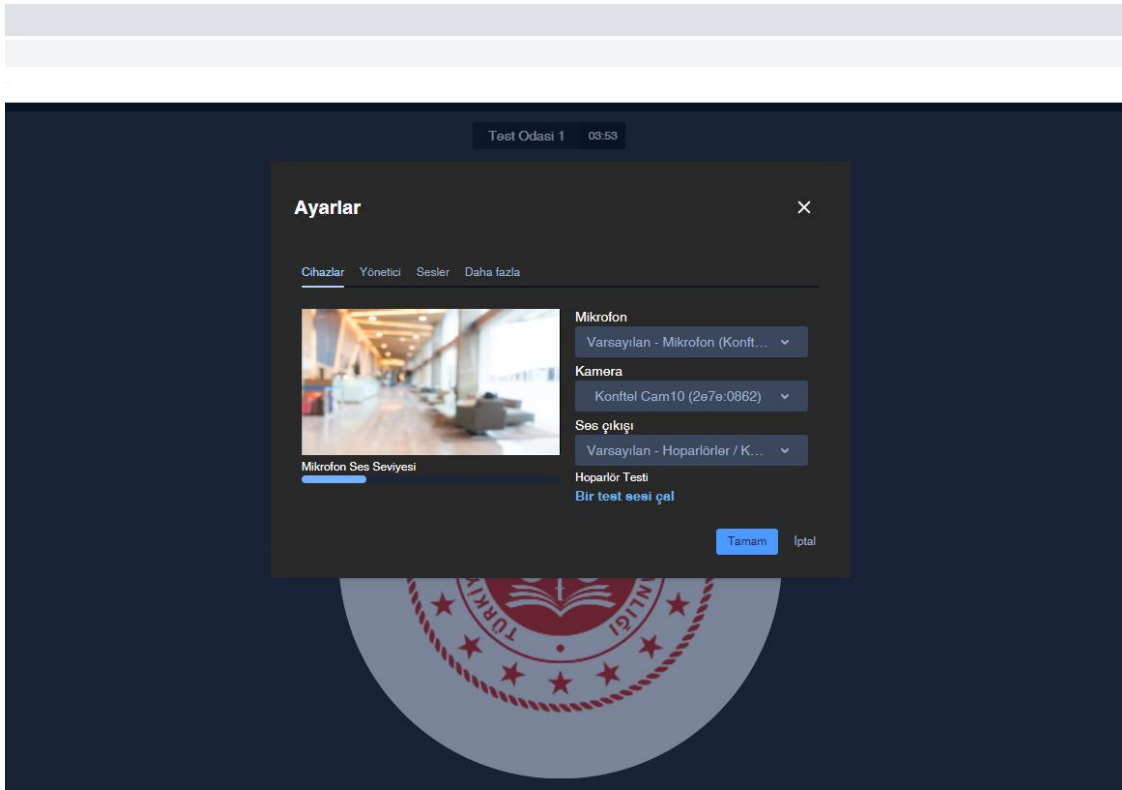 Test Odasi 1 03:53
Ayarlar
Cihazlar Yönetici Sesler Daha fazla
Mikrofon
Varsayılan - Mikrofon (Konft...
Kamera
Konftel Cam10 (2e7e:0862)
Ses çıkışı
Varsayılan - Hoparlörler / K...
Mikrofon Ses Seviyesi
Hoparlör Testi
Bir test sesi çal
Tamam İptal